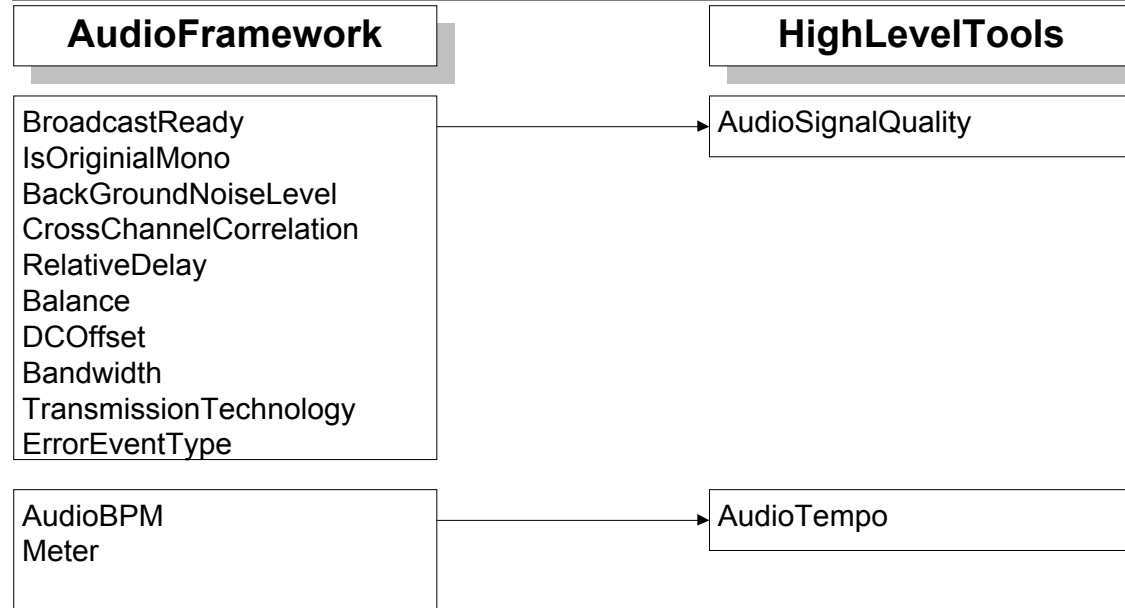 AudioFramework
HighLevelTools
BroadcastReady
IsOriginialMono
BackGroundNoiseLevel
CrossChannelCorrelation
RelativeDelay
Balance
DCOffset
Bandwidth
TransmissionTechnology
ErrorEventType
AudioSignalQuality
AudioBPM
Meter
AudioTempo